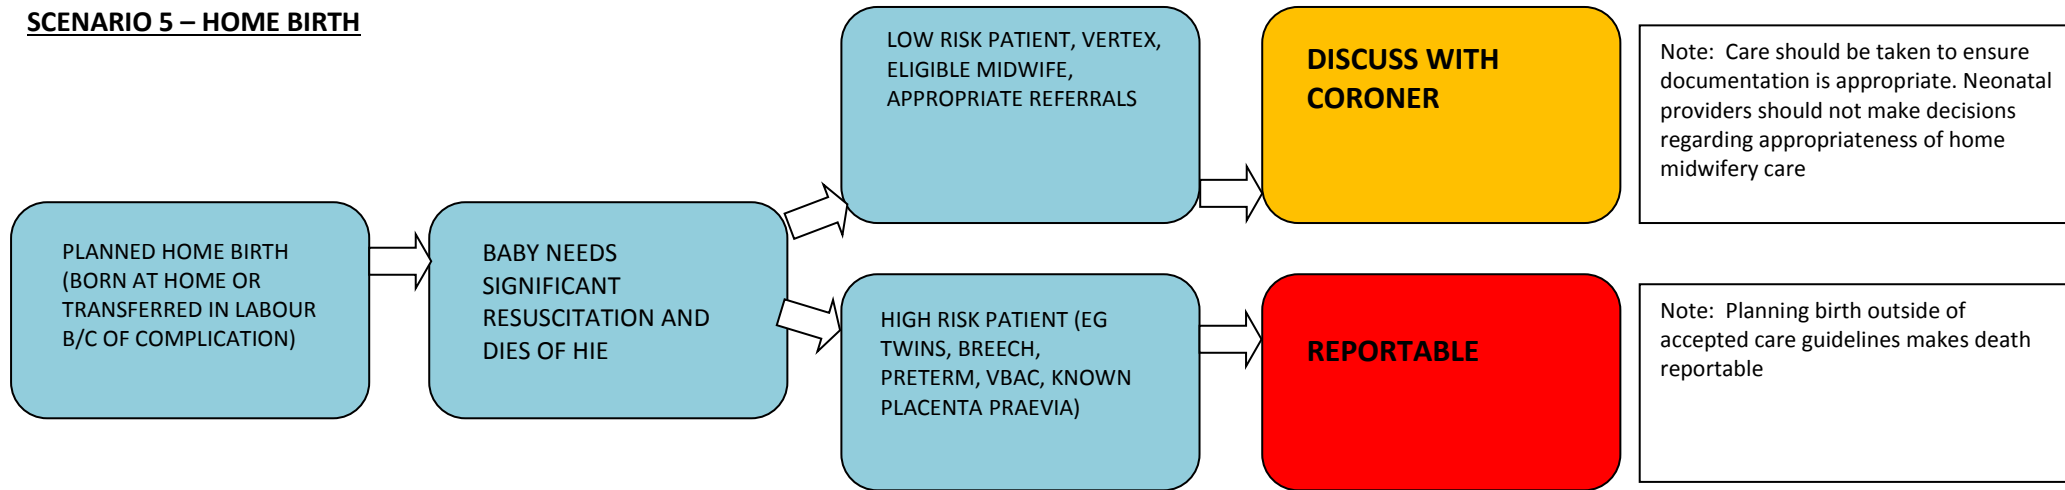 SCENARIO 5 – HOME BIRTH
PLANNED HOME BIRTH
(BORN AT HOME OR
TRANSFERRED IN LABOUR
B/C OF COMPLICATION)
BABY NEEDS
SIGNIFICANT
RESUSCITATION AND
DIES OF HIE
LOW RISK PATIENT, VERTEX,
ELIGIBLE MIDWIFE,
APPROPRIATE REFERRALS
DISCUSS WITH
CORONER
Note:  Care should be taken to ensure
documentation is appropriate. Neonatal
providers should not make decisions
regarding appropriateness of home
midwifery care
HIGH RISK PATIENT (EG
TWINS, BREECH,
PRETERM, VBAC, KNOWN
PLACENTA PRAEVIA)
REPORTABLE
Note:  Planning birth outside of
accepted care guidelines makes death
reportable